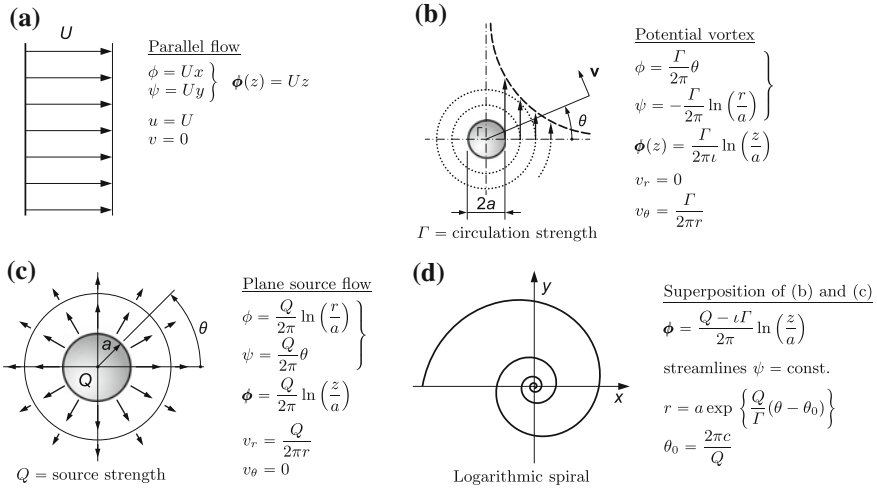 (a)
U
Parallel flow
ϕ = Ux
ψ = Uy } 𝝓(z) = Uz
u = U
v = 0
(b)
v
θ
Γ
2a
Γ = circulation strength
Potential vortex
ϕ = Γ/2π θ
ψ = −Γ/2π ln (r/a) }
𝝓(z) = Γ/2πι ln (z/a)
v_r = 0
v_θ = Γ/2πr
(c)
a
θ
Q
Q = source strength
Plane source flow
ϕ = Q/2π ln (r/a)
ψ = Q/2π θ }
𝝓 = Q/2π ln (z/a)
v_r = Q/2πr
v_θ = 0
(d)
y
x
Logarithmic spiral
Superposition of (b) and (c)
𝝓 = Q − ιΓ/2π ln (z/a)
streamlines ψ = const.
r = a exp {Q/Γ (θ − θ₀)}
θ₀ = 2πc/Q